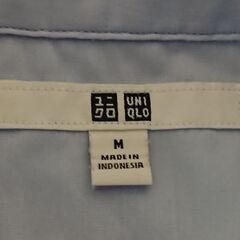 ユニ UNI
クロ QLO
M
MADE IN
INDONESIA